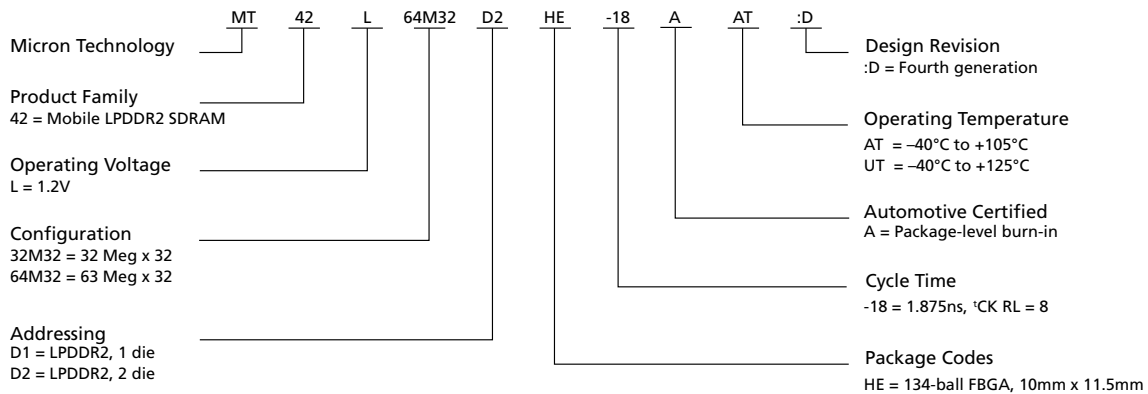 MT 42 L 64M32 D2 HE -18 A AT :D
Micron Technology
Product Family
42 = Mobile LPDDR2 SDRAM
Operating Voltage
L = 1.2V
Configuration
32M32 = 32 Meg x 32
64M32 = 63 Meg x 32
Addressing
D1 = LPDDR2, 1 die
D2 = LPDDR2, 2 die
Design Revision
:D = Fourth generation
Operating Temperature
AT = –40°C to +105°C
UT = –40°C to +125°C
Automotive Certified
A = Package-level burn-in
Cycle Time
-18 = 1.875ns, ᵗCK RL = 8
Package Codes
HE = 134-ball FBGA, 10mm x 11.5mm